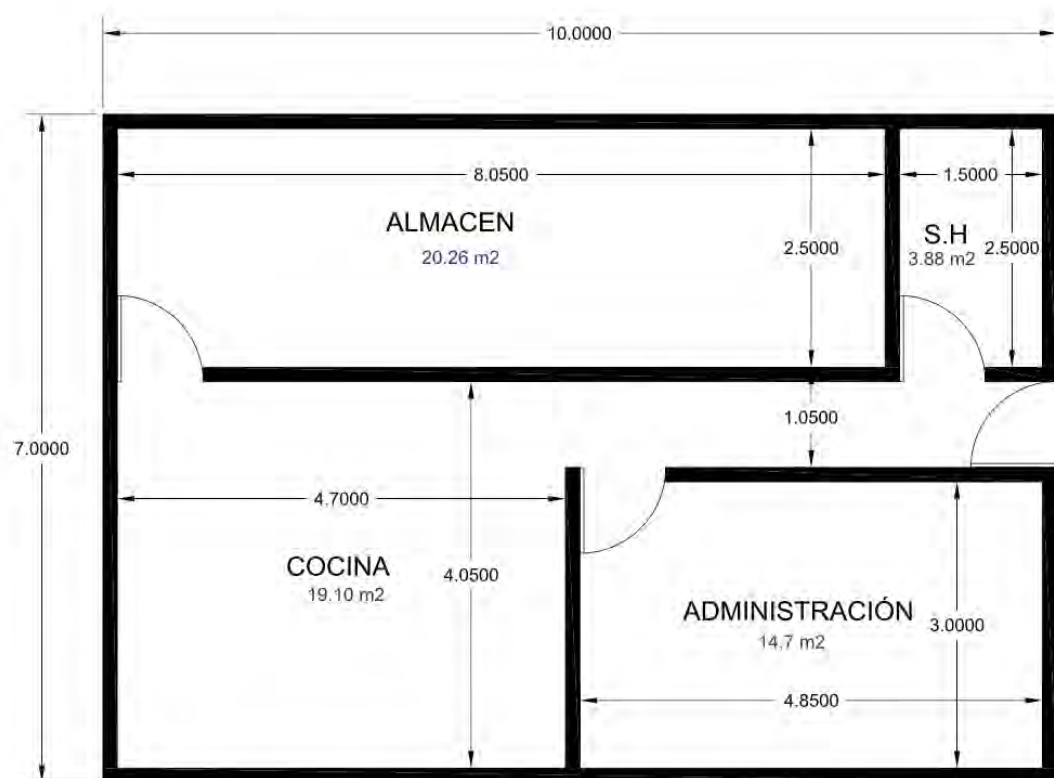 10.0000
8.0500
1.5000
ALMACEN
20.26 m2
2.5000
S.H
3.88 m2
2.5000
7.0000
1.0500
4.7000
COCINA
19.10 m2
4.0500
ADMINISTRACIÓN
14.7 m2
3.0000
4.8500